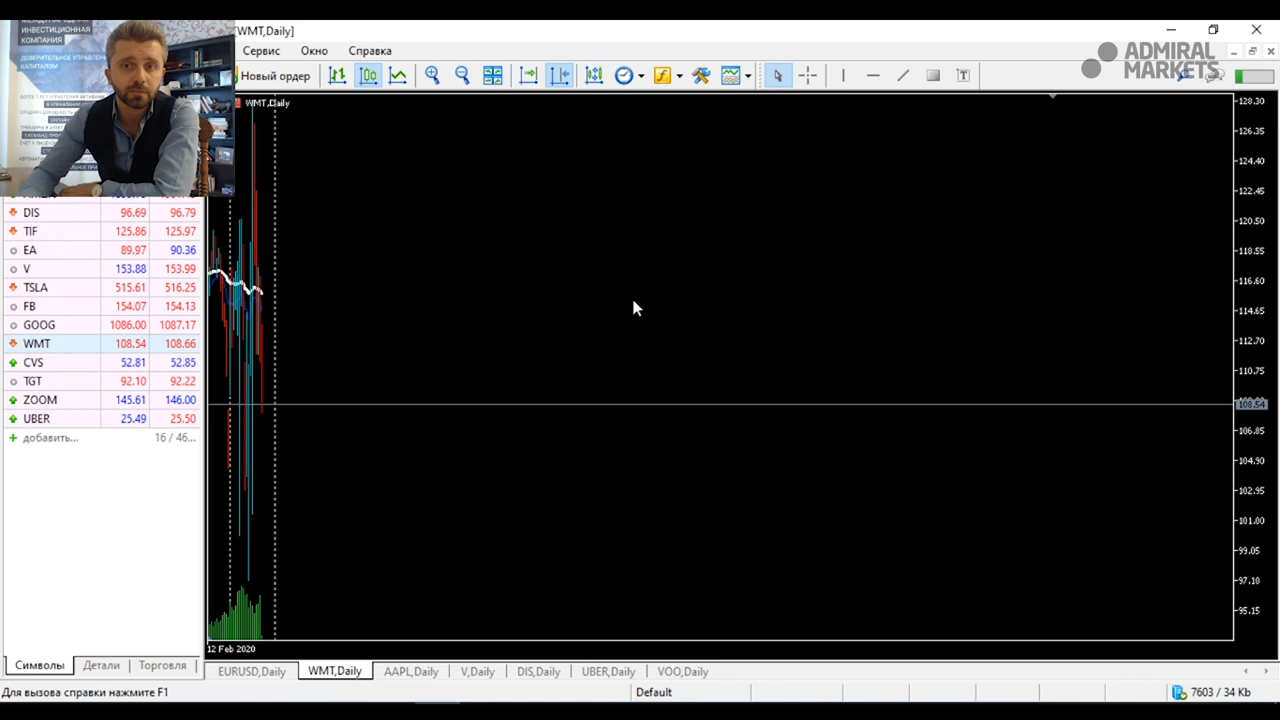 МЕЖДУНАРОДНАЯ
ИНВЕСТИЦИОННАЯ
КОМПАНИЯ
ДОВЕРИТЕЛЬНОЕ УПРАВЛЕНИЕ
КАПИТАЛОМ
[WMT,Daily]
Сервис Окно Справка
ADMIRAL
MARKETS
Новый ордер
WMT,Daily
DIS 96.69 96.79
TIF 125.86 125.97
EA 89.97 90.36
V 153.88 153.99
TSLA 515.61 516.25
FB 154.07 154.13
GOOG 1086.00 1087.17
WMT 108.54 108.66
CVS 52.81 52.85
TGT 92.10 92.22
ZOOM 145.61 146.00
UBER 25.49 25.50
добавить... 16 / 46...
128.30
126.35
124.40
122.45
120.50
118.55
116.60
114.65
112.70
110.75
108.54
106.85
104.90
102.95
101.00
99.05
97.10
95.15
12 Feb 2020
Символы Детали Торговля
EURUSD,Daily WMT,Daily AAPL,Daily V,Daily DIS,Daily UBER,Daily VOO,Daily
Для вызова справки нажмите F1 Default 7603 / 34 Kb